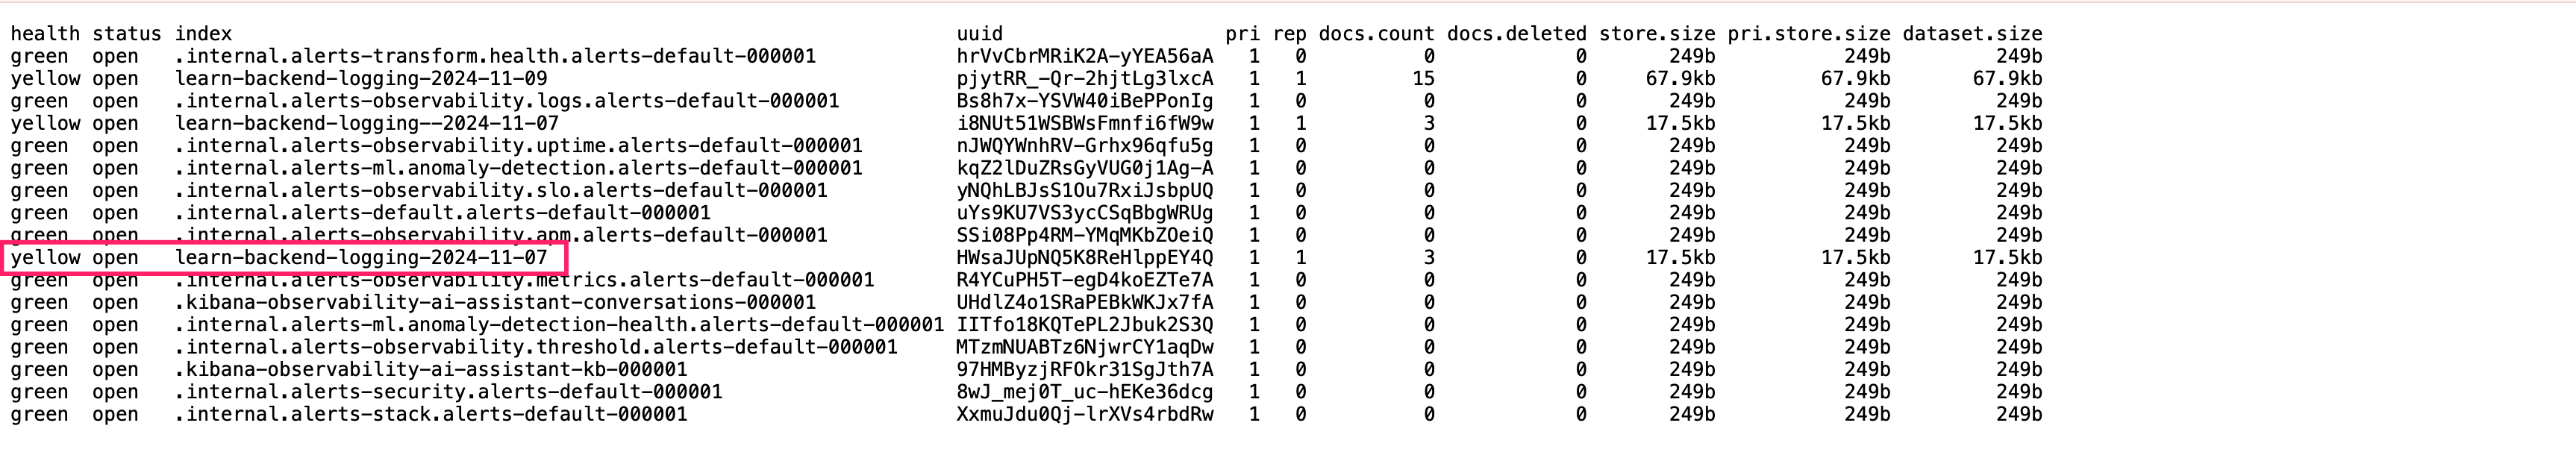 health status index uuid pri rep docs.count docs.deleted store.size pri.store.size dataset.size
green open .internal.alerts-transform.health.alerts-default-000001 hrVvCbrMRiK2A-yYEA56aA 1 0 0 0 249b 249b 249b
yellow open learn-backend-logging-2024-11-09 pjytRR_-Qr-2hjtLg3lxcA 1 1 15 0 67.9kb 67.9kb 67.9kb
green open .internal.alerts-observability.logs.alerts-default-000001 Bs8h7x-YSVW40iBePPonIg 1 0 0 0 249b 249b 249b
yellow open learn-backend-logging--2024-11-07 i8NUt51WSBWsFmnfi6fW9w 1 1 3 0 17.5kb 17.5kb 17.5kb
green open .internal.alerts-observability.uptime.alerts-default-000001 nJWQYWnhRV-Grhx96qfu5g 1 0 0 0 249b 249b 249b
green open .internal.alerts-ml.anomaly-detection.alerts-default-000001 kqZ2lDuZRsGyVUG0j1Ag-A 1 0 0 0 249b 249b 249b
green open .internal.alerts-observability.slo.alerts-default-000001 yNQhLBJsS1Ou7RxiJsbpUQ 1 0 0 0 249b 249b 249b
green open .internal.alerts-default.alerts-default-000001 uYs9KU7VS3ycCSqBbgWRUg 1 0 0 0 249b 249b 249b
green open .internal.alerts-observability.apm.alerts-default-000001 SSi08Pp4RM-YMqMKbZOeiQ 1 0 0 0 249b 249b 249b
yellow open learn-backend-logging-2024-11-07 HWsaJUpNQ5K8ReHlppEY4Q 1 1 3 0 17.5kb 17.5kb 17.5kb
green open .internal.alerts-observability.metrics.alerts-default-000001 R4YCuPH5T-egD4koEZTe7A 1 0 0 0 249b 249b 249b
green open .kibana-observability-ai-assistant-conversations-000001 UHdlZ4o1SRaPEBkWKJx7fA 1 0 0 0 249b 249b 249b
green open .internal.alerts-ml.anomaly-detection-health.alerts-default-000001 IITfo18KQTePL2Jbuk2S3Q 1 0 0 0 249b 249b 249b
green open .internal.alerts-observability.threshold.alerts-default-000001 MTzmNUABTz6NjwrCY1aqDw 1 0 0 0 249b 249b 249b
green open .kibana-observability-ai-assistant-kb-000001 97HMByzjRFOkr31SgJth7A 1 0 0 0 249b 249b 249b
green open .internal.alerts-security.alerts-default-000001 8wJ_mej0T_uc-hEKe36dcg 1 0 0 0 249b 249b 249b
green open .internal.alerts-stack.alerts-default-000001 XxmuJdu0Qj-lrXVs4rbdRw 1 0 0 0 249b 249b 249b